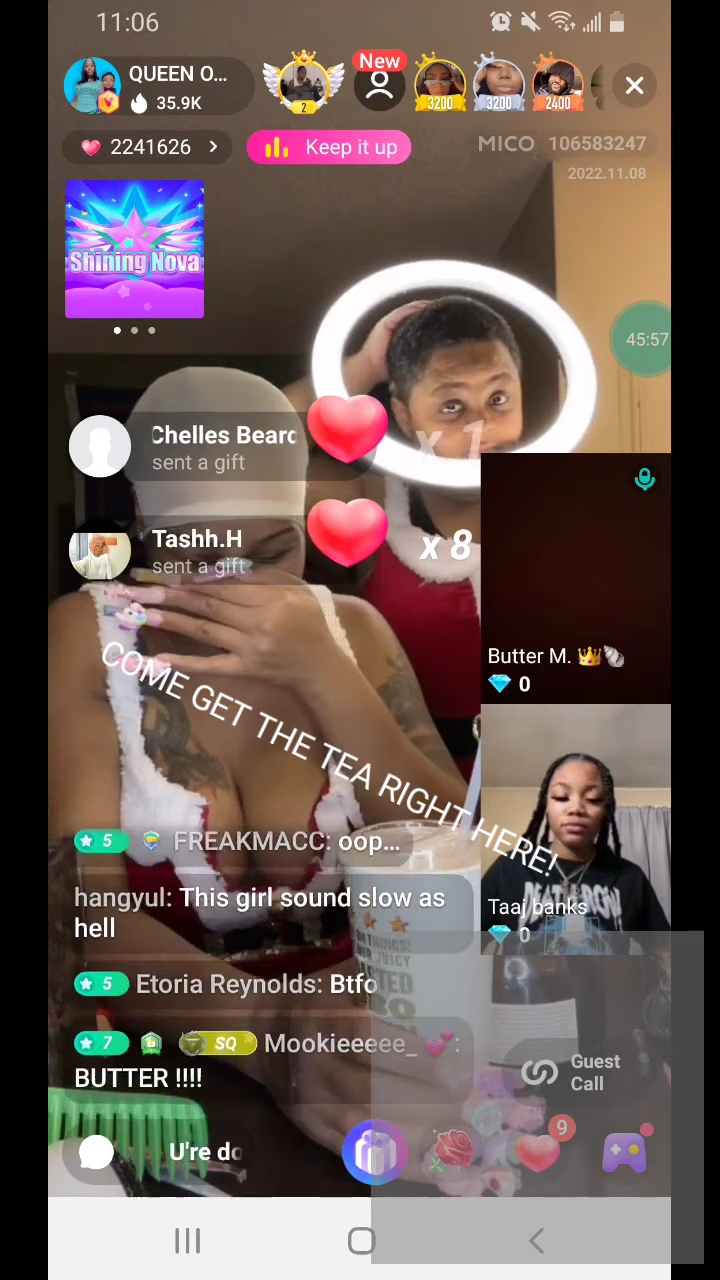 11:06
QUEEN O...
35.9K
2
New
3200
3200
2400
2241626
Keep it up
MICO 106583247
2022.11.08
Shining Nova
45:57
Chelles Beard
sent a gift
x 1
Tashh.H
sent a gift
x 8
Butter M.
0
COME GET THE TEA RIGHT HERE!
5 FREAKMACC: oop...
hangyul: This girl sound slow as
hell
Taaj banks
0
5 Etoria Reynolds: Btfo
7 SQ Mookieeeee_ :
BUTTER !!!!
Guest
Call
U're do
9